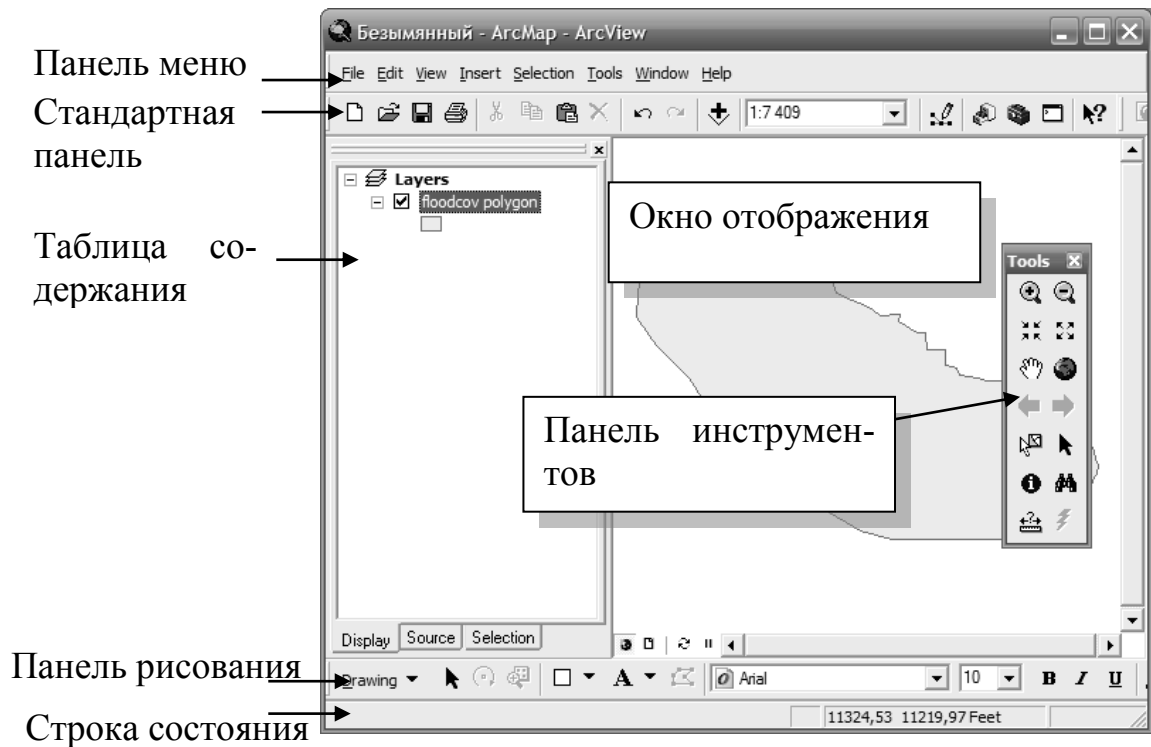 Безымянный - ArcMap - ArcView
Панель меню
File Edit View Insert Selection Tools Window Help
Стандартная
панель
1:7 409
Layers
floodcov polygon
Окно отображения
Таблица со-
держания
Tools
Панель инструмен-
тов
Display Source Selection
Панель рисования
Drawing A Arial 10 B I U
Строка состояния
11324,53 11219,97 Feet